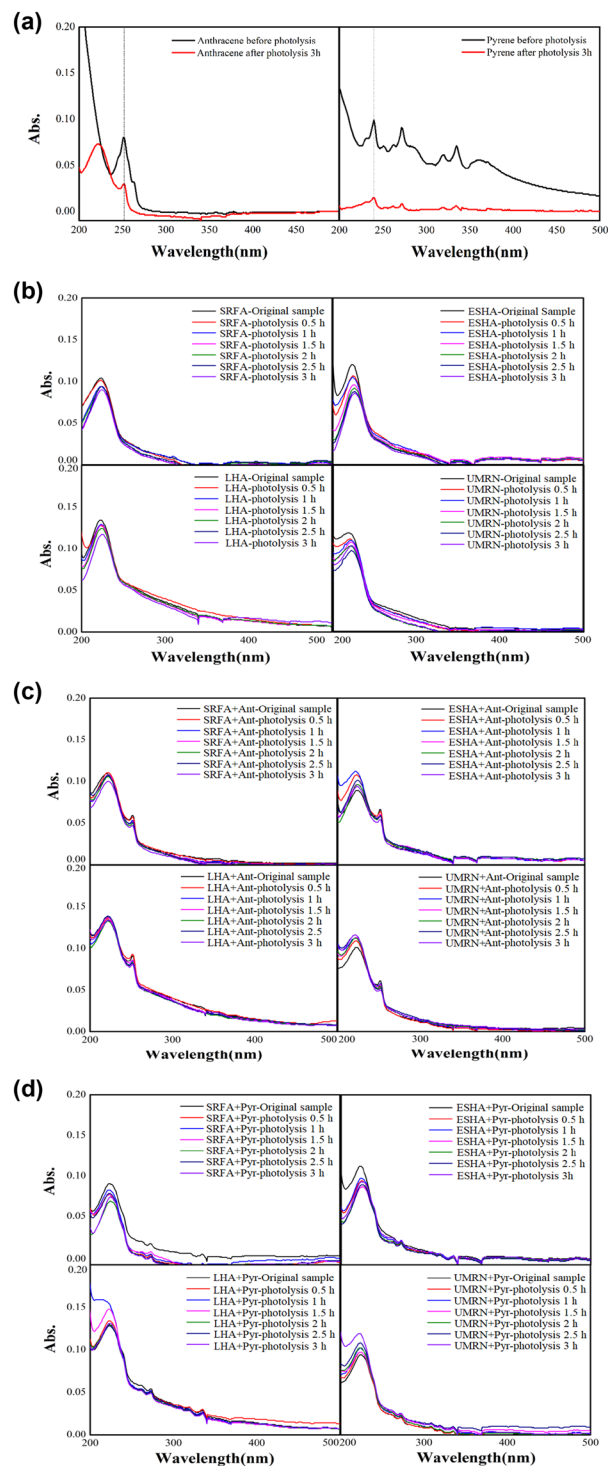 (a)
Anthracene before photolysis
Anthracene after photolysis 3h
Pyrene before photolysis
Pyrene after photolysis 3h
0.20
0.15
0.10
0.05
0.00
Abs.
200 250 300 350 400 450 200 250 300 350 400 450 500
Wavelength(nm) Wavelength(nm)
(b)
SRFA-Original sample
SRFA-photolysis 0.5 h
SRFA-photolysis 1 h
SRFA-photolysis 1.5 h
SRFA-photolysis 2 h
SRFA-photolysis 2.5 h
SRFA-photolysis 3 h
ESHA-Original Sample
ESHA-photolysis 0.5 h
ESHA-photolysis 1 h
ESHA-photolysis 1.5 h
ESHA-photolysis 2 h
ESHA-photolysis 2.5 h
ESHA-photolysis 3 h
LHA-Original sample
LHA-photolysis 0.5 h
LHA-photolysis 1 h
LHA-photolysis 1.5 h
LHA-photolysis 2 h
LHA-photolysis 2.5 h
LHA-photolysis 3 h
UMRN-Original sample
UMRN-photolysis 0.5 h
UMRN-photolysis 1 h
UMRN-photolysis 1.5 h
UMRN-photolysis 2 h
UMRN-photolysis 2.5 h
UMRN-photolysis 3 h
0.20
0.15
0.10
0.05
0.00
0.20
0.15
0.10
0.05
0.00
Abs.
200 300 400 500 200 300 400 500
Wavelength(nm) Wavelength(nm)
(c)
SRFA+Ant-Original sample
SRFA+Ant-photolysis 0.5 h
SRFA+Ant-photolysis 1 h
SRFA+Ant-photolysis 1.5 h
SRFA+Ant-photolysis 2 h
SRFA+Ant-photolysis 2.5 h
SRFA+Ant-photolysis 3 h
ESHA+Ant-Original sample
ESHA+Ant-photolysis 0.5 h
ESHA+Ant-photolysis 1 h
ESHA+Ant-photolysis 1.5 h
ESHA+Ant-photolysis 2 h
ESHA+Ant-photolysis 2.5 h
ESHA+Ant-photolysis 3 h
LHA+Ant-Original sample
LHA+Ant-photolysis 0.5 h
LHA+Ant-photolysis 1 h
LHA+Ant-photolysis 1.5 h
LHA+Ant-photolysis 2 h
LHA+Ant-photolysis 2.5
LHA+Ant-photolysis 3 h
UMRN+Ant-Original sample
UMRN+Ant-photolysis 0.5 h
UMRN+Ant-photolysis 1 h
UMRN+Ant-photolysis 1.5 h
UMRN+Ant-photolysis 2 h
UMRN+Ant-photolysis 2.5 h
UMRN+Ant-photolysis 3 h
0.20
0.15
0.10
0.05
0.00
0.20
0.15
0.10
0.05
0.00
Abs.
200 300 400 500 200 300 400 500
Wavelength(nm) Wavelength(nm)
(d)
SRFA+Pyr-Original sample
SRFA+Pyr-photolysis 0.5 h
SRFA+Pyr-photolysis 1 h
SRFA+Pyr-photolysis 1.5 h
SRFA+Pyr-photolysis 2 h
SRFA+Pyr-photolysis 2.5 h
SRFA+Pyr-photolysis 3 h
ESHA+Pyr-Original sample
ESHA+Pyr-photolysis 0.5 h
ESHA+Pyr-photolysis 1 h
ESHA+Pyr-photolysis 1.5 h
ESHA+Pyr-photolysis 2 h
ESHA+Pyr-photolysis 2.5 h
ESHA+Pyr-photolysis 3h
LHA+Pyr-Original sample
LHA+Pyr-photolysis 0.5 h
LHA+Pyr-photolysis 1 h
LHA+Pyr-photolysis 1.5 h
LHA+Pyr-photolysis 2 h
LHA+Pyr-photolysis 2.5 h
LHA+Pyr-photolysis 3 h
UMRN+Pyr-Original sample
UMRN+Pyr-photolysis 0.5 h
UMRN+Pyr-photolysis 1 h
UMRN+Pyr-photolysis 1.5 h
UMRN+Pyr-photolysis 2 h
UMRN+Pyr-photolysis 2.5 h
UMRN+Pyr-photolysis 3 h
0.20
0.15
0.10
0.05
0.00
0.20
0.15
0.10
0.05
0.00
Abs.
200 300 400 500 200 300 400 500
Wavelength(nm) Wavelength(nm)